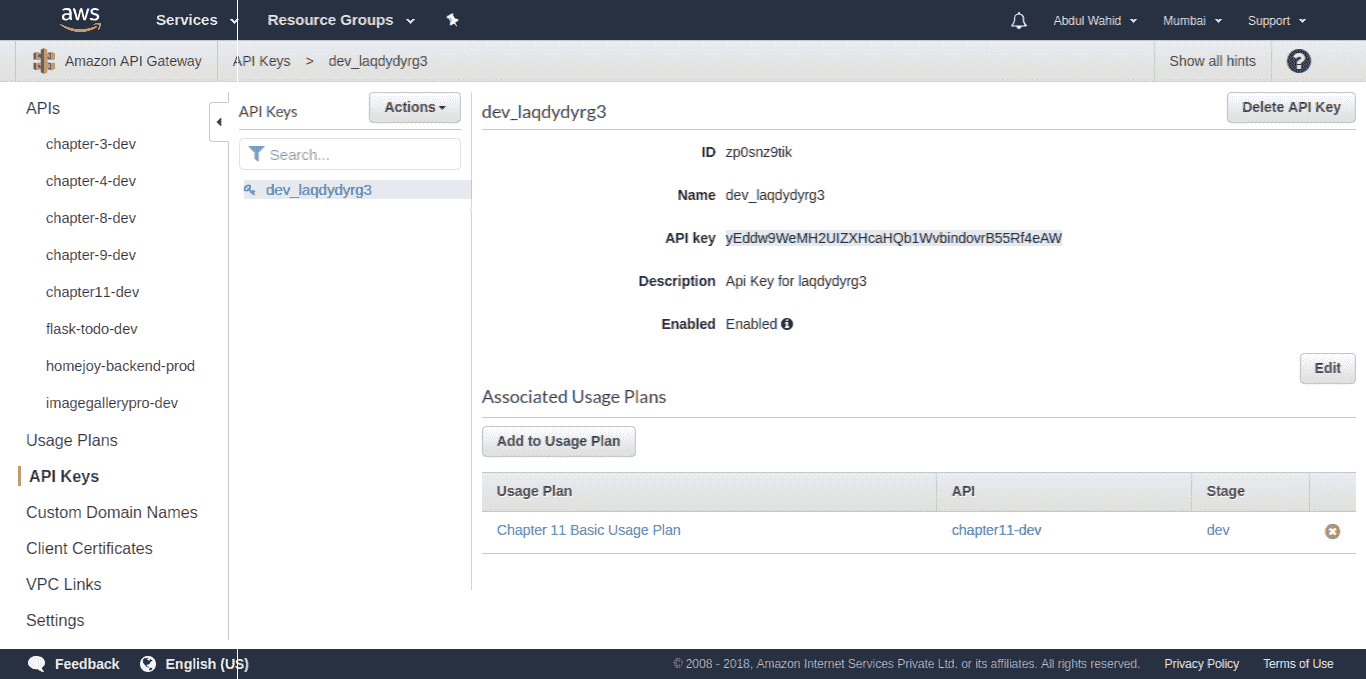 aws Services Resource Groups Abdul Wahid Mumbai Support
Amazon API Gateway API Keys > dev_laqdydyrg3 Show all hints ?
APIs
chapter-3-dev
chapter-4-dev
chapter-8-dev
chapter-9-dev
chapter11-dev
flask-todo-dev
homejoy-backend-prod
imagegallerypro-dev
Usage Plans
API Keys
Custom Domain Names
Client Certificates
VPC Links
Settings
API Keys Actions
Search...
dev_laqdydyrg3
dev_laqdydyrg3 Delete API Key
ID zp0snz9tik
Name dev_laqdydyrg3
API key yEddw9WeMH2UIZXHcaHQb1WvbindovrB55Rf4eAW
Description Api Key for laqdydyrg3
Enabled Enabled
Edit
Associated Usage Plans
Add to Usage Plan
Usage Plan API Stage
Chapter 11 Basic Usage Plan chapter11-dev dev
Feedback English (US) © 2008 - 2018, Amazon Internet Services Private Ltd. or its affiliates. All rights reserved. Privacy Policy Terms of Use